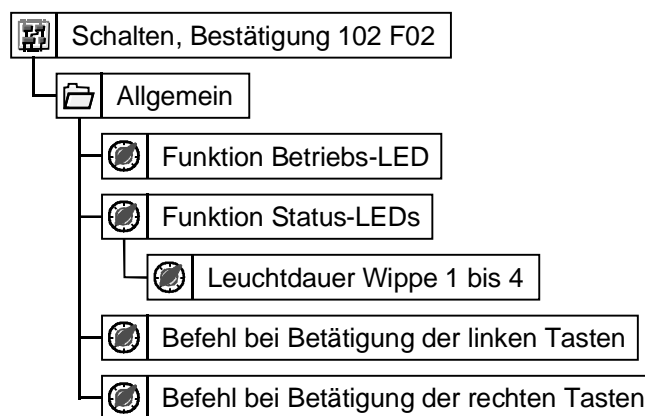 Schalten, Bestätigung 102 F02
Allgemein
Funktion Betriebs-LED
Funktion Status-LEDs
Leuchtdauer Wippe 1 bis 4
Befehl bei Betätigung der linken Tasten
Befehl bei Betätigung der rechten Tasten